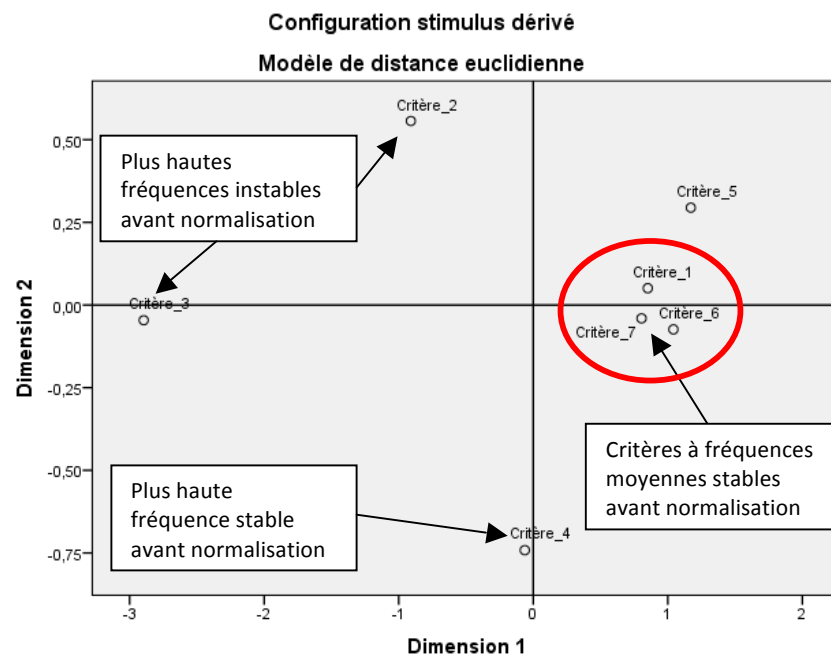 Configuration stimulus dérivé
Modèle de distance euclidienne
Critère_2
0,50
Plus hautes
fréquences instables
avant normalisation
Critère_5
0,25
Critère_1
Dimension 2
0,00
Critère_3
Critère_6
Critère_7
-0,25
Critères à fréquences
moyennes stables
avant normalisation
-0,50
Plus haute
fréquence stable
avant normalisation
Critère_4
-0,75
-3
-2
-1
0
1
2
Dimension 1